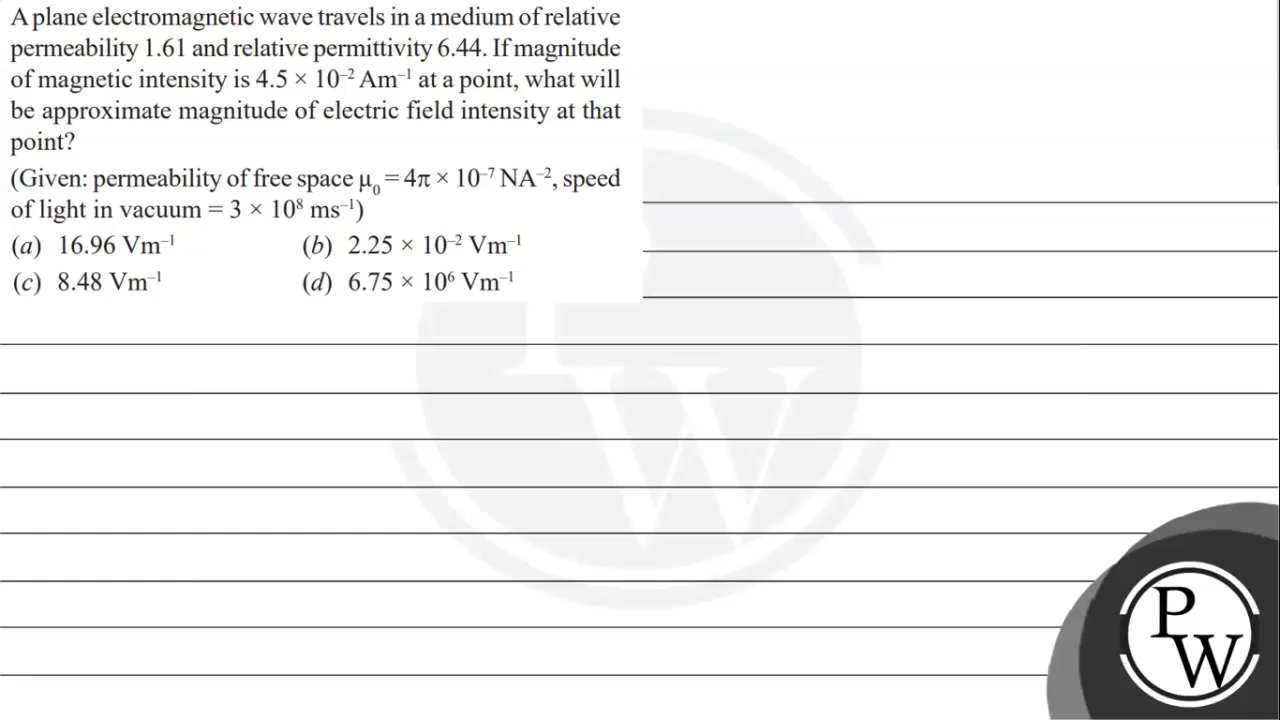 A plane electromagnetic wave travels in a medium of relative
permeability 1.61 and relative permittivity 6.44. If magnitude
of magnetic intensity is 4.5 × 10⁻² Am⁻¹ at a point, what will
be approximate magnitude of electric field intensity at that
point?
(Given: permeability of free space μ₀ = 4π × 10⁻⁷ NA⁻², speed
of light in vacuum = 3 × 10⁸ ms⁻¹)
(a) 16.96 Vm⁻¹ (b) 2.25 × 10⁻² Vm⁻¹
(c) 8.48 Vm⁻¹ (d) 6.75 × 10⁶ Vm⁻¹
W
P
W